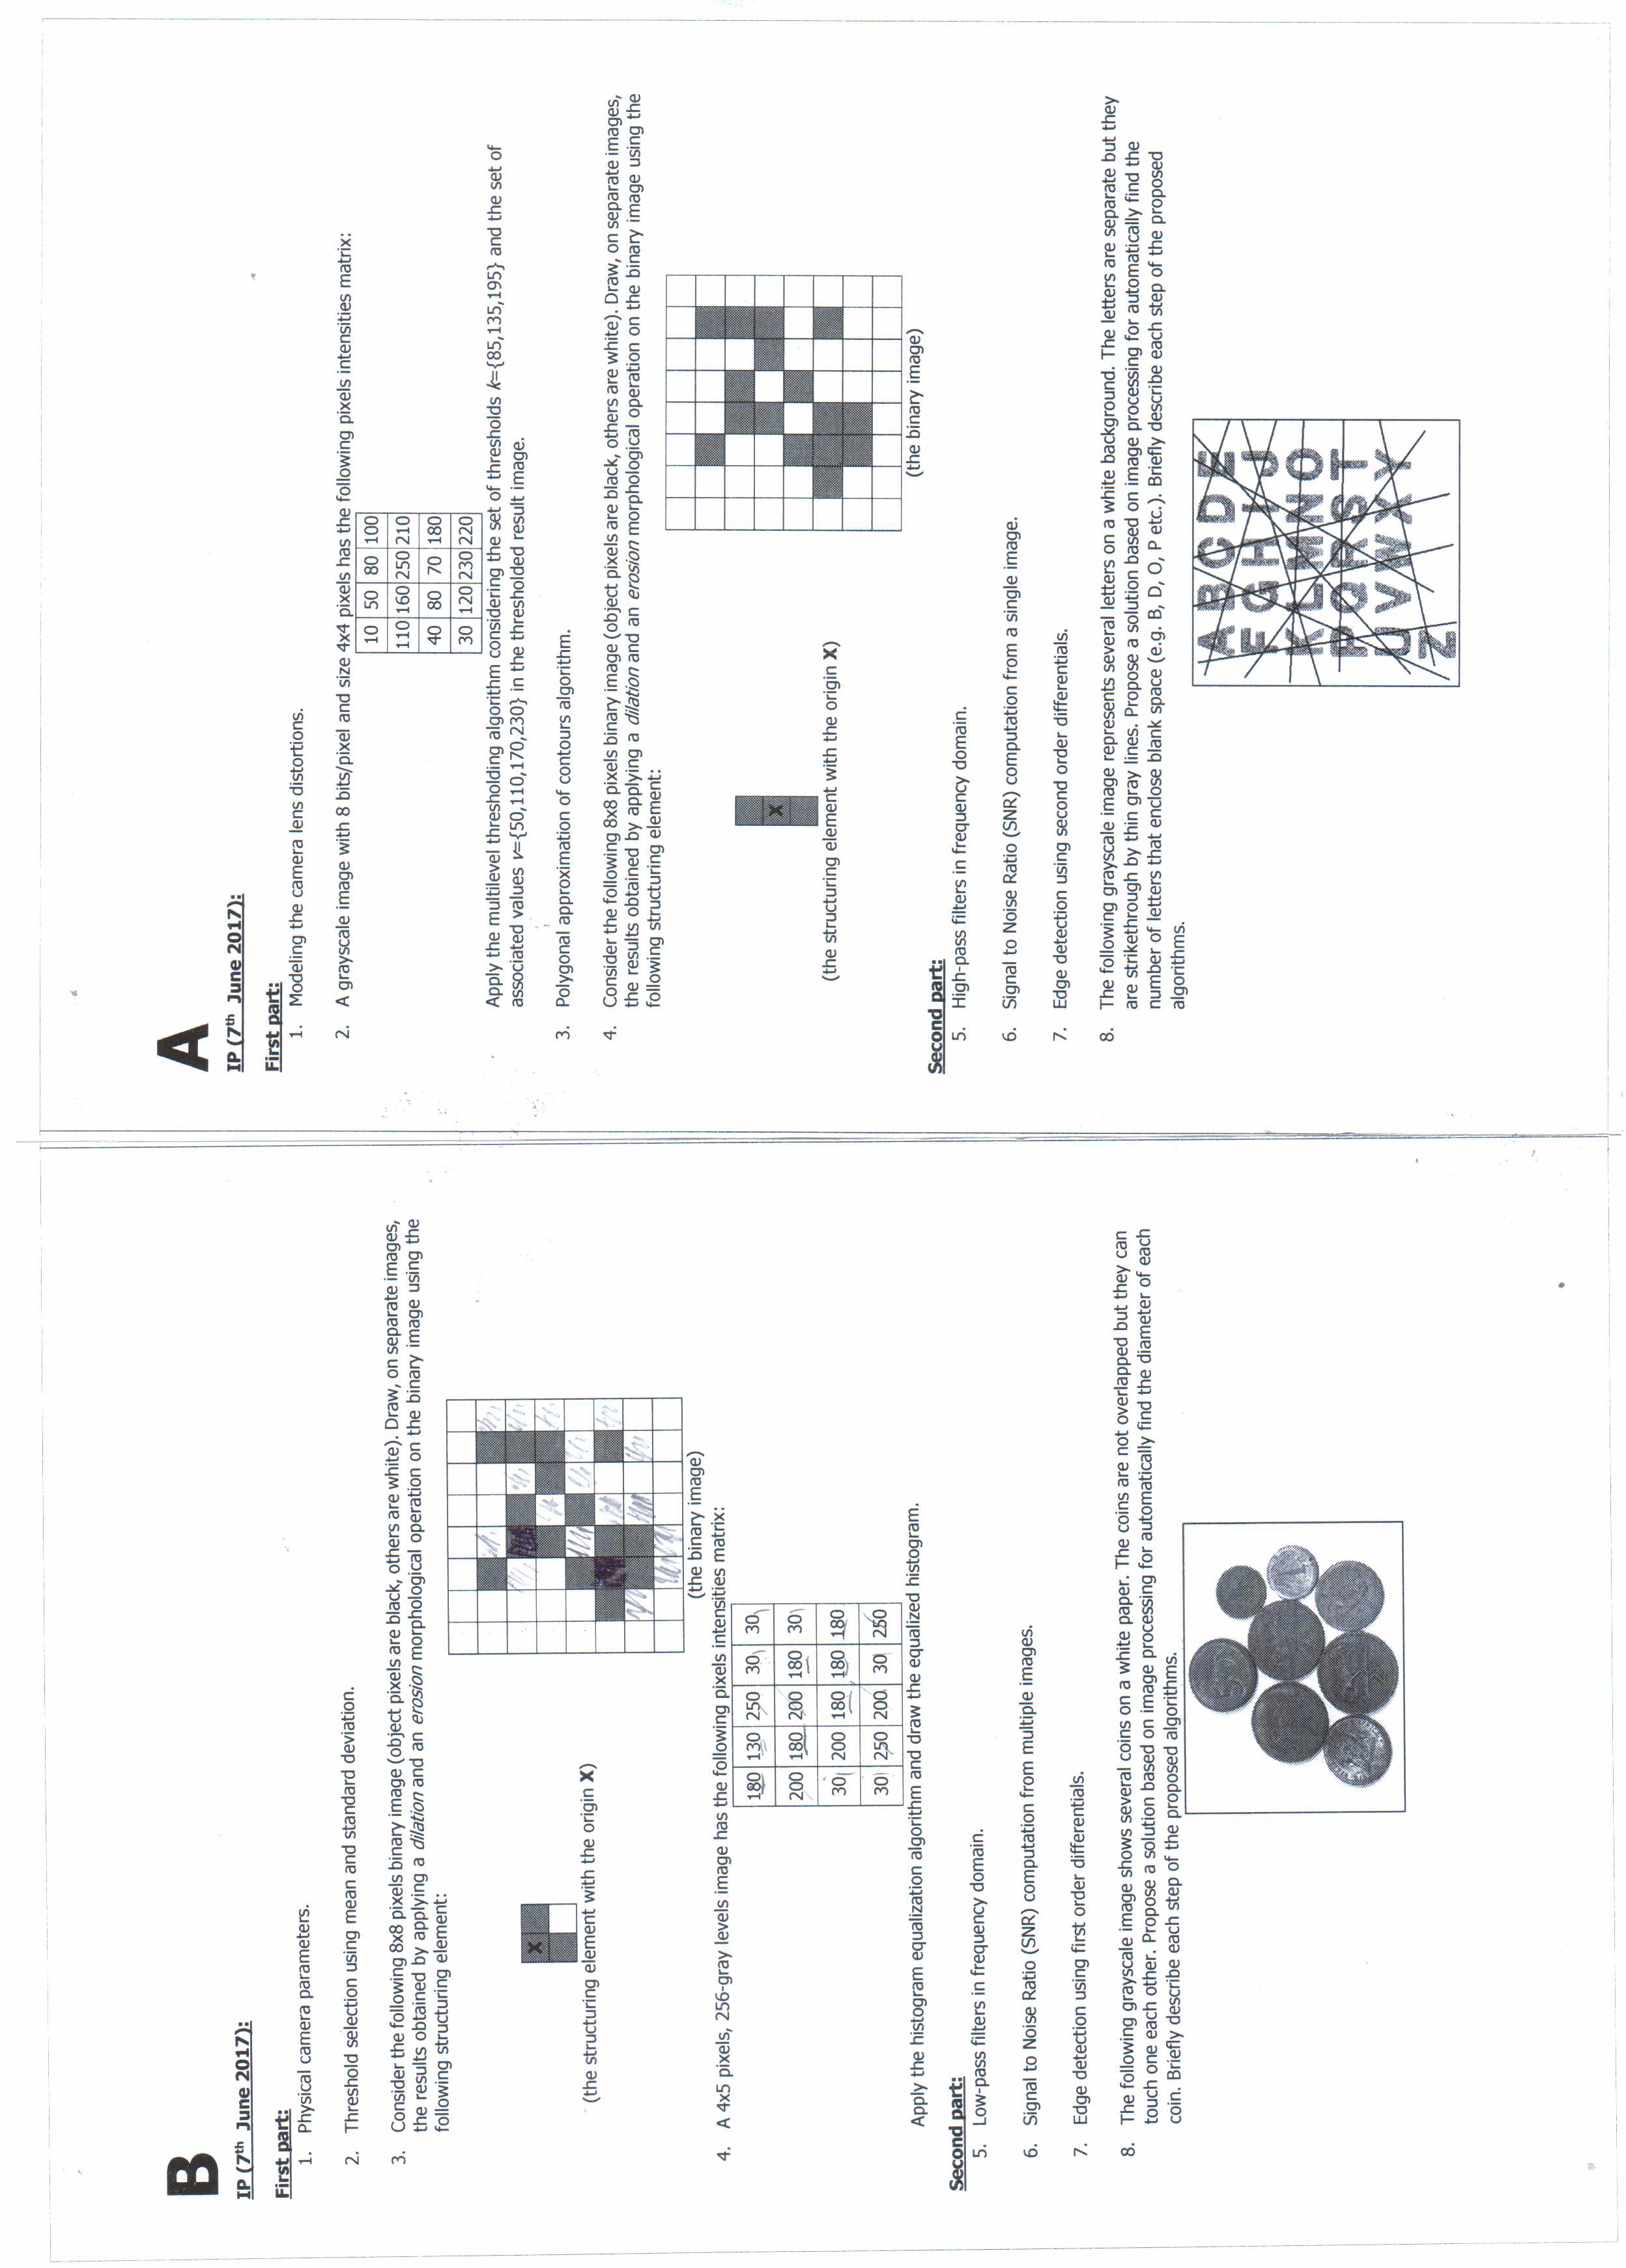 B
IP (7th June 2017):
First part:
1. Physical camera parameters.
2. Threshold selection using mean and standard deviation.
3. Consider the following 8x8 pixels binary image (object pixels are black, others are white). Draw, on separate images,
the results obtained by applying a dilation and an erosion morphological operation on the binary image using the
following structuring element:
X
(the structuring element with the origin X)
(the binary image)
4. A 4x5 pixels, 256-gray levels image has the following pixels intensities matrix:
180 130 250 30 30
200 180 200 180 30
30 200 180 180 180
30 250 200 30 250
Apply the histogram equalization algorithm and draw the equalized histogram.
Second part:
5. Low-pass filters in frequency domain.
6. Signal to Noise Ratio (SNR) computation from multiple images.
7. Edge detection using first order differentials.
8. The following grayscale image shows several coins on a white paper. The coins are not overlapped but they can
touch one each other. Propose a solution based on image processing for automatically find the diameter of each
coin. Briefly describe each step of the proposed algorithms.
A
IP (7th June 2017):
First part:
1. Modeling the camera lens distortions.
2. A grayscale image with 8 bits/pixel and size 4x4 pixels has the following pixels intensities matrix:
10 50 80 100
110 160 250 210
40 80 70 180
30 120 230 220
Apply the multilevel thresholding algorithm considering the set of thresholds k={85,135,195} and the set of
associated values v={50,110,170,230} in the thresholded result image.
3. Polygonal approximation of contours algorithm.
4. Consider the following 8x8 pixels binary image (object pixels are black, others are white). Draw, on separate images,
the results obtained by applying a dilation and an erosion morphological operation on the binary image using the
following structuring element:
X
(the structuring element with the origin X)
(the binary image)
Second part:
5. High-pass filters in frequency domain.
6. Signal to Noise Ratio (SNR) computation from a single image.
7. Edge detection using second order differentials.
8. The following grayscale image represents several letters on a white background. The letters are separate but they
are strikethrough by thin gray lines. Propose a solution based on image processing for automatically find the
number of letters that enclose blank space (e.g. B, D, O, P etc.). Briefly describe each step of the proposed
algorithms.
A B C D E
F G H I J
K L M N O
P Q R S T
U V W X Y
Z